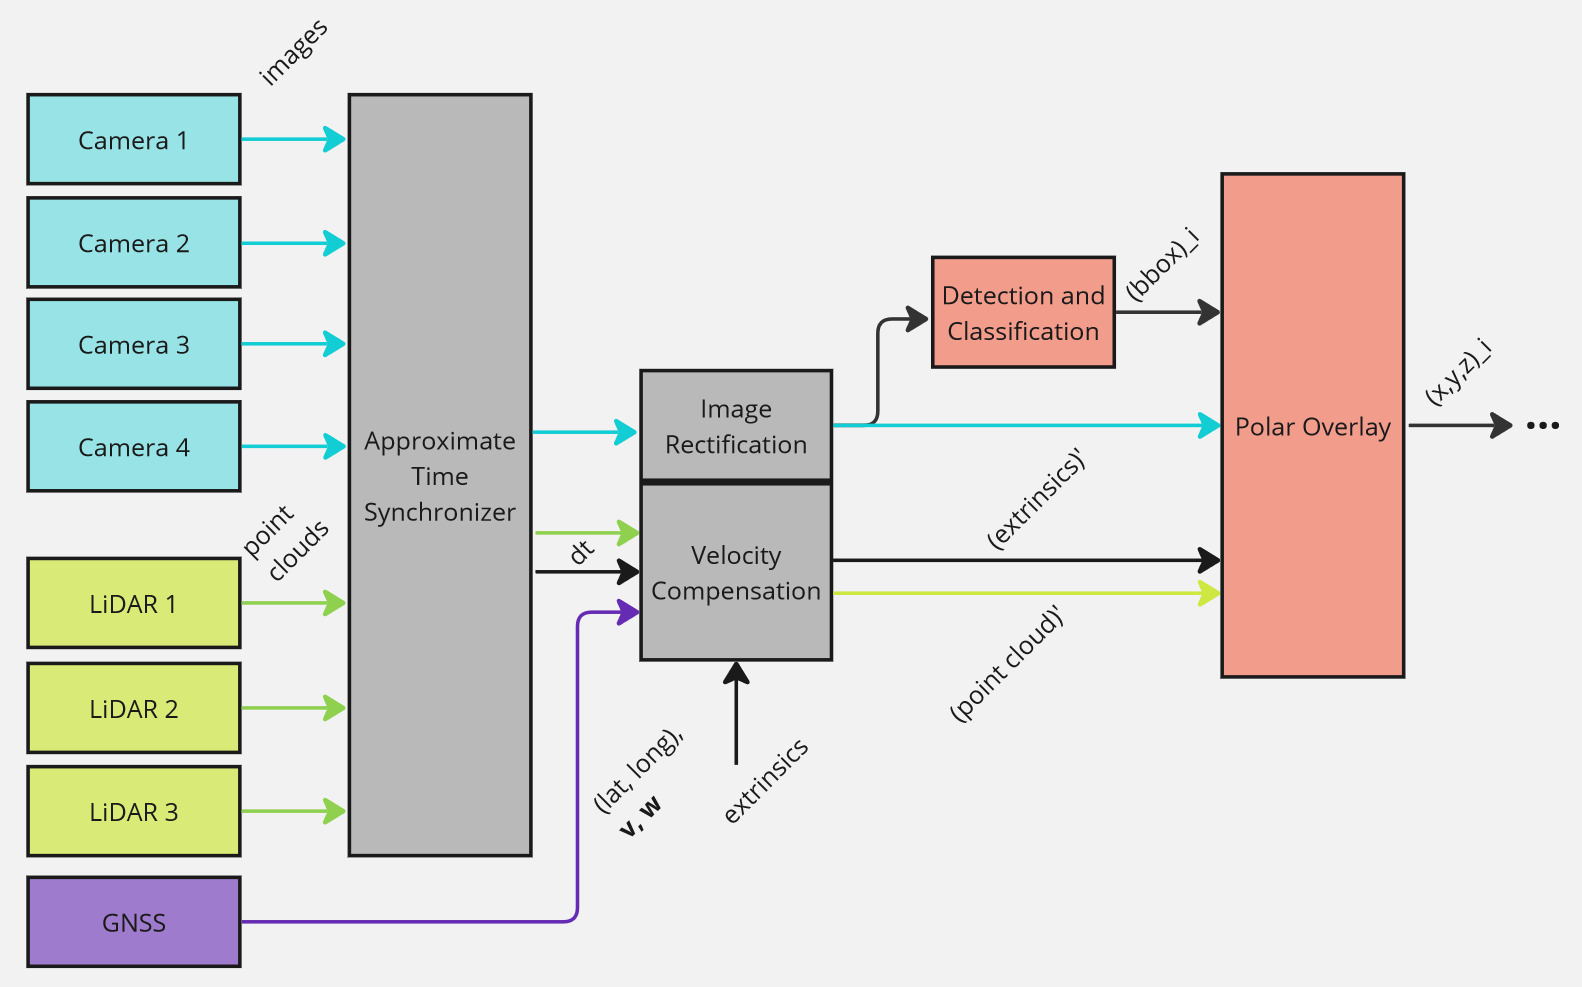 images
Camera 1
Camera 2
Camera 3
Camera 4
point
clouds
LiDAR 1
LiDAR 2
LiDAR 3
GNSS
Approximate
Time
Synchronizer
dt
Image
Rectification
Velocity
Compensation
(lat, long),
v, w
extrinsics
Detection and
Classification
(bbox)_i
(extrinsics)'
(point cloud)'
Polar Overlay
(x,y,z)_i
...